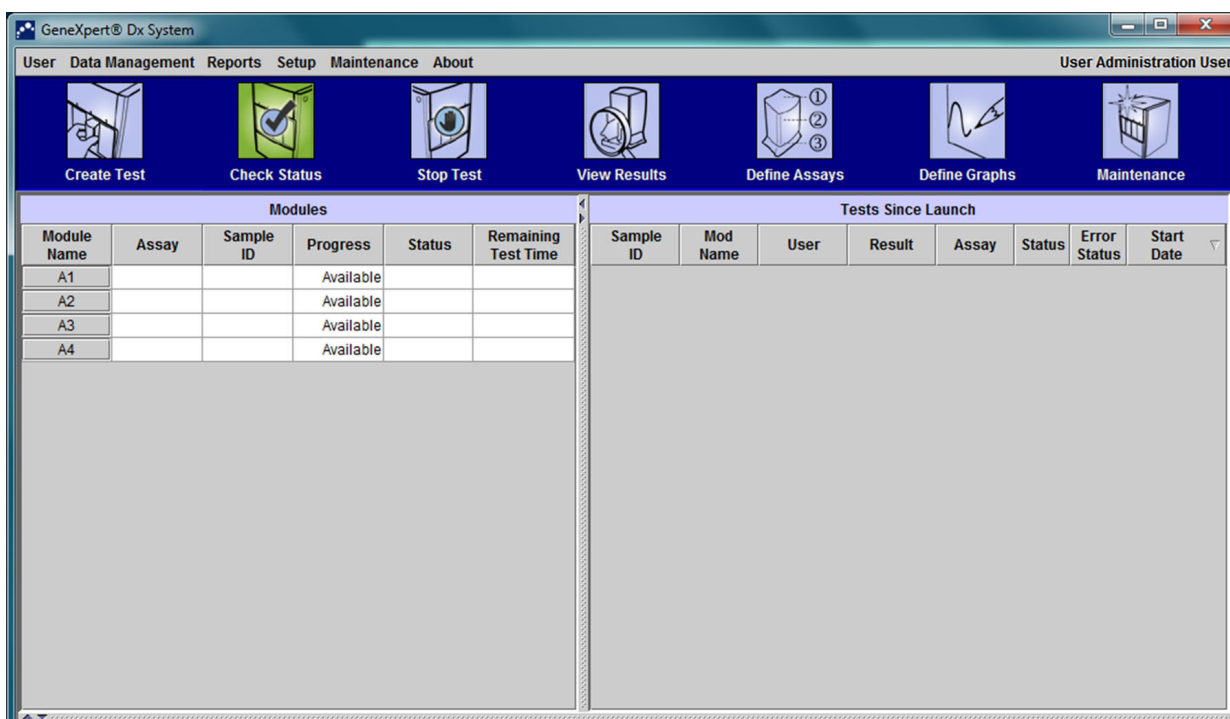 GeneXpert® Dx System
User Data Management Reports Setup Maintenance About User Administration User
① ② ③
Create Test Check Status Stop Test View Results Define Assays Define Graphs Maintenance
Modules
Module Name Assay Sample ID Progress Status Remaining Test Time
A1 Available
A2 Available
A3 Available
A4 Available
Tests Since Launch
Sample ID Mod Name User Result Assay Status Error Status Start Date